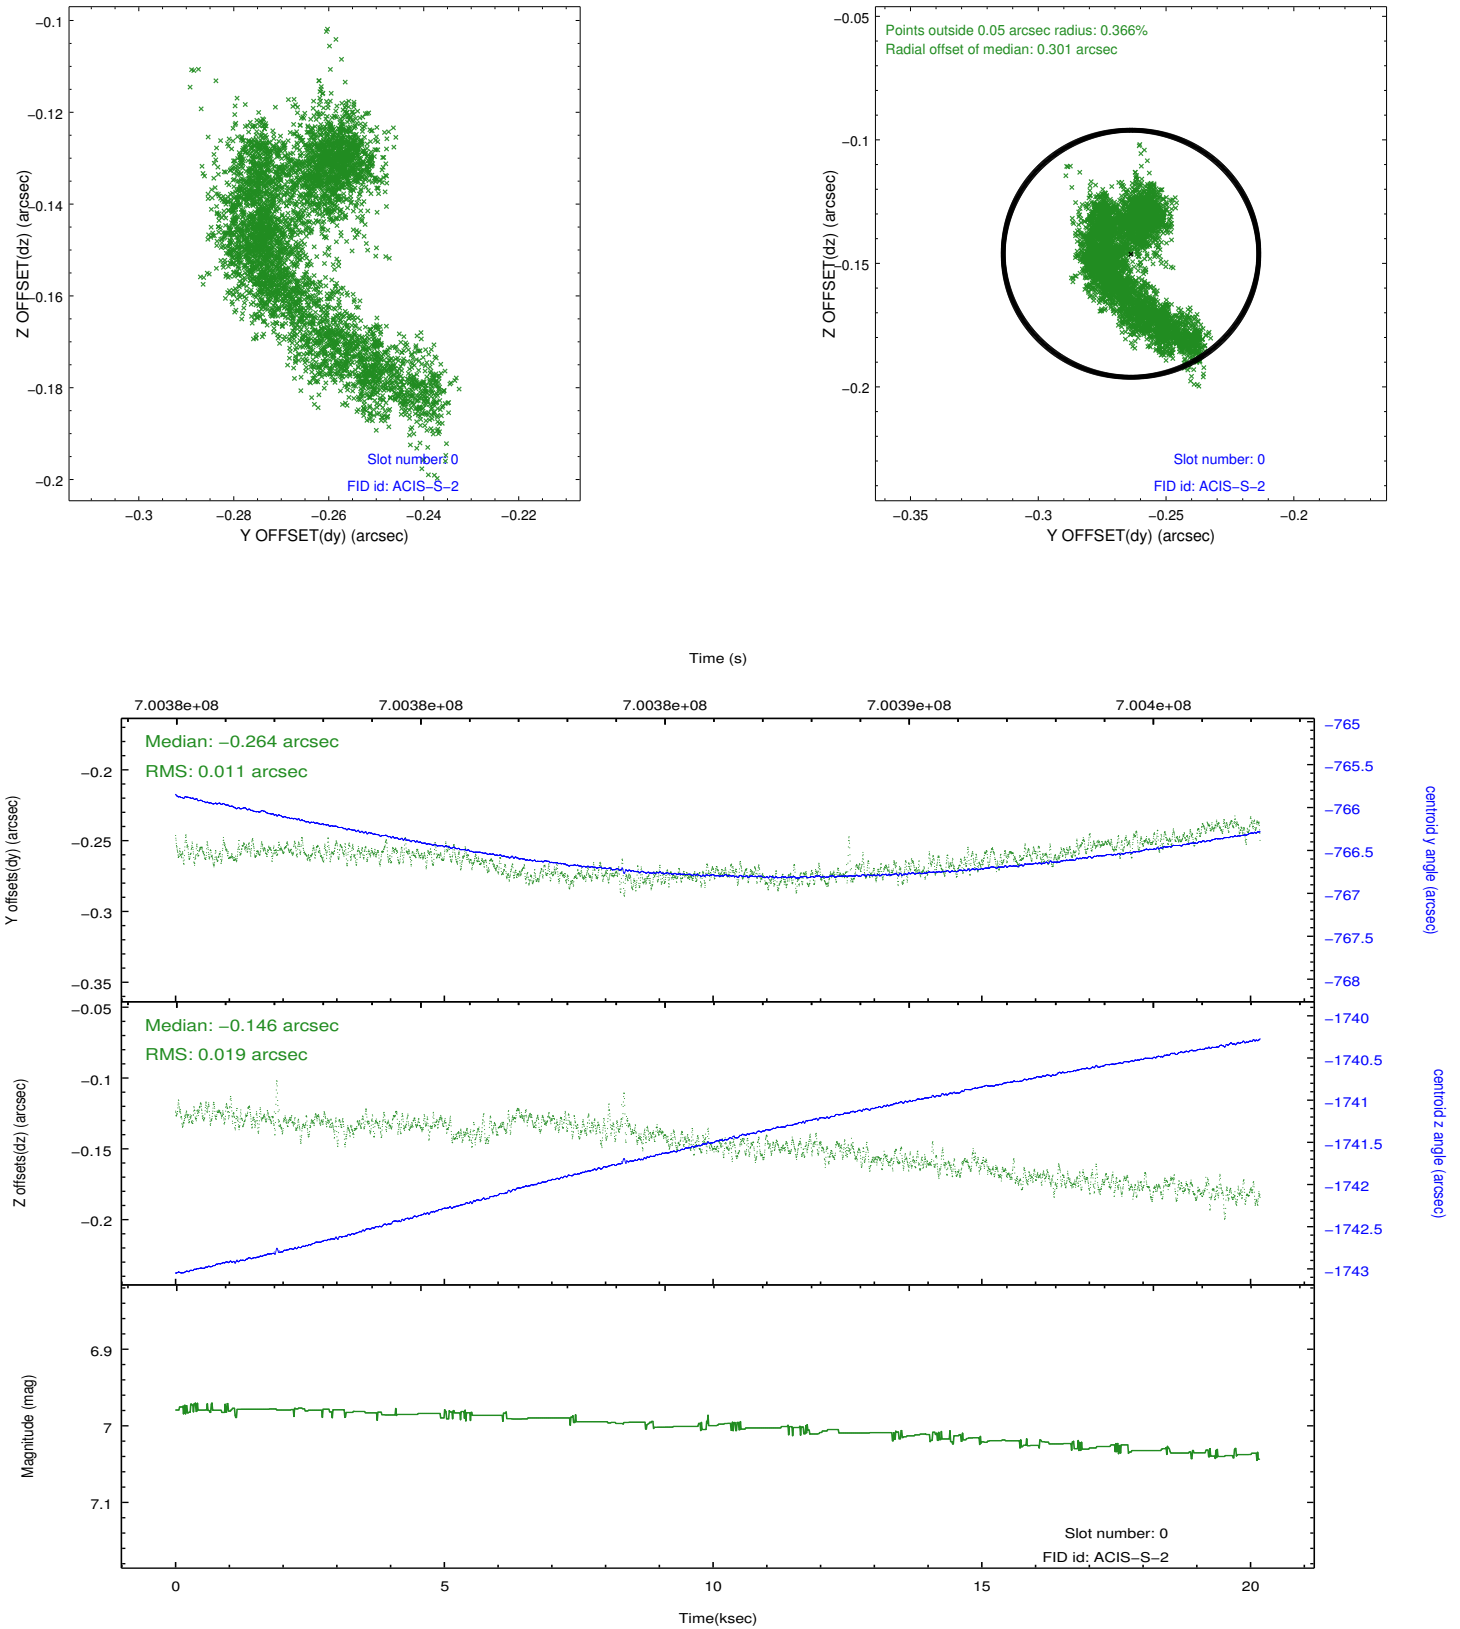 −0.1
−0.12
−0.14
−0.16
−0.18
−0.2
Z OFFSET(dz) (arcsec)
Slot number: 0
FID id: ACIS−S−2
−0.3 −0.28 −0.26 −0.24 −0.22
Y OFFSET(dy) (arcsec)
−0.05
−0.1
−0.15
−0.2
Z OFFSET(dz) (arcsec)
Points outside 0.05 arcsec radius: 0.366%
Radial offset of median: 0.301 arcsec
Slot number: 0
FID id: ACIS−S−2
−0.35 −0.3 −0.25 −0.2
Y OFFSET(dy) (arcsec)
Time (s)
7.0038e+08 7.0038e+08 7.0038e+08 7.0039e+08 7.004e+08
Median: −0.264 arcsec
RMS: 0.011 arcsec
−0.2
−0.25
−0.3
−0.35
Y offsets(dy) (arcsec)
−765
−765.5
−766
−766.5
−767
−767.5
−768
centroid y angle (arcsec)
Median: −0.146 arcsec
RMS: 0.019 arcsec
−0.05
−0.1
−0.15
−0.2
Z offsets(dz) (arcsec)
−1740
−1740.5
−1741
−1741.5
−1742
−1742.5
−1743
centroid z angle (arcsec)
6.9
7
7.1
Magnitude (mag)
Slot number: 0
FID id: ACIS−S−2
0 5 10 15 20
Time(ksec)